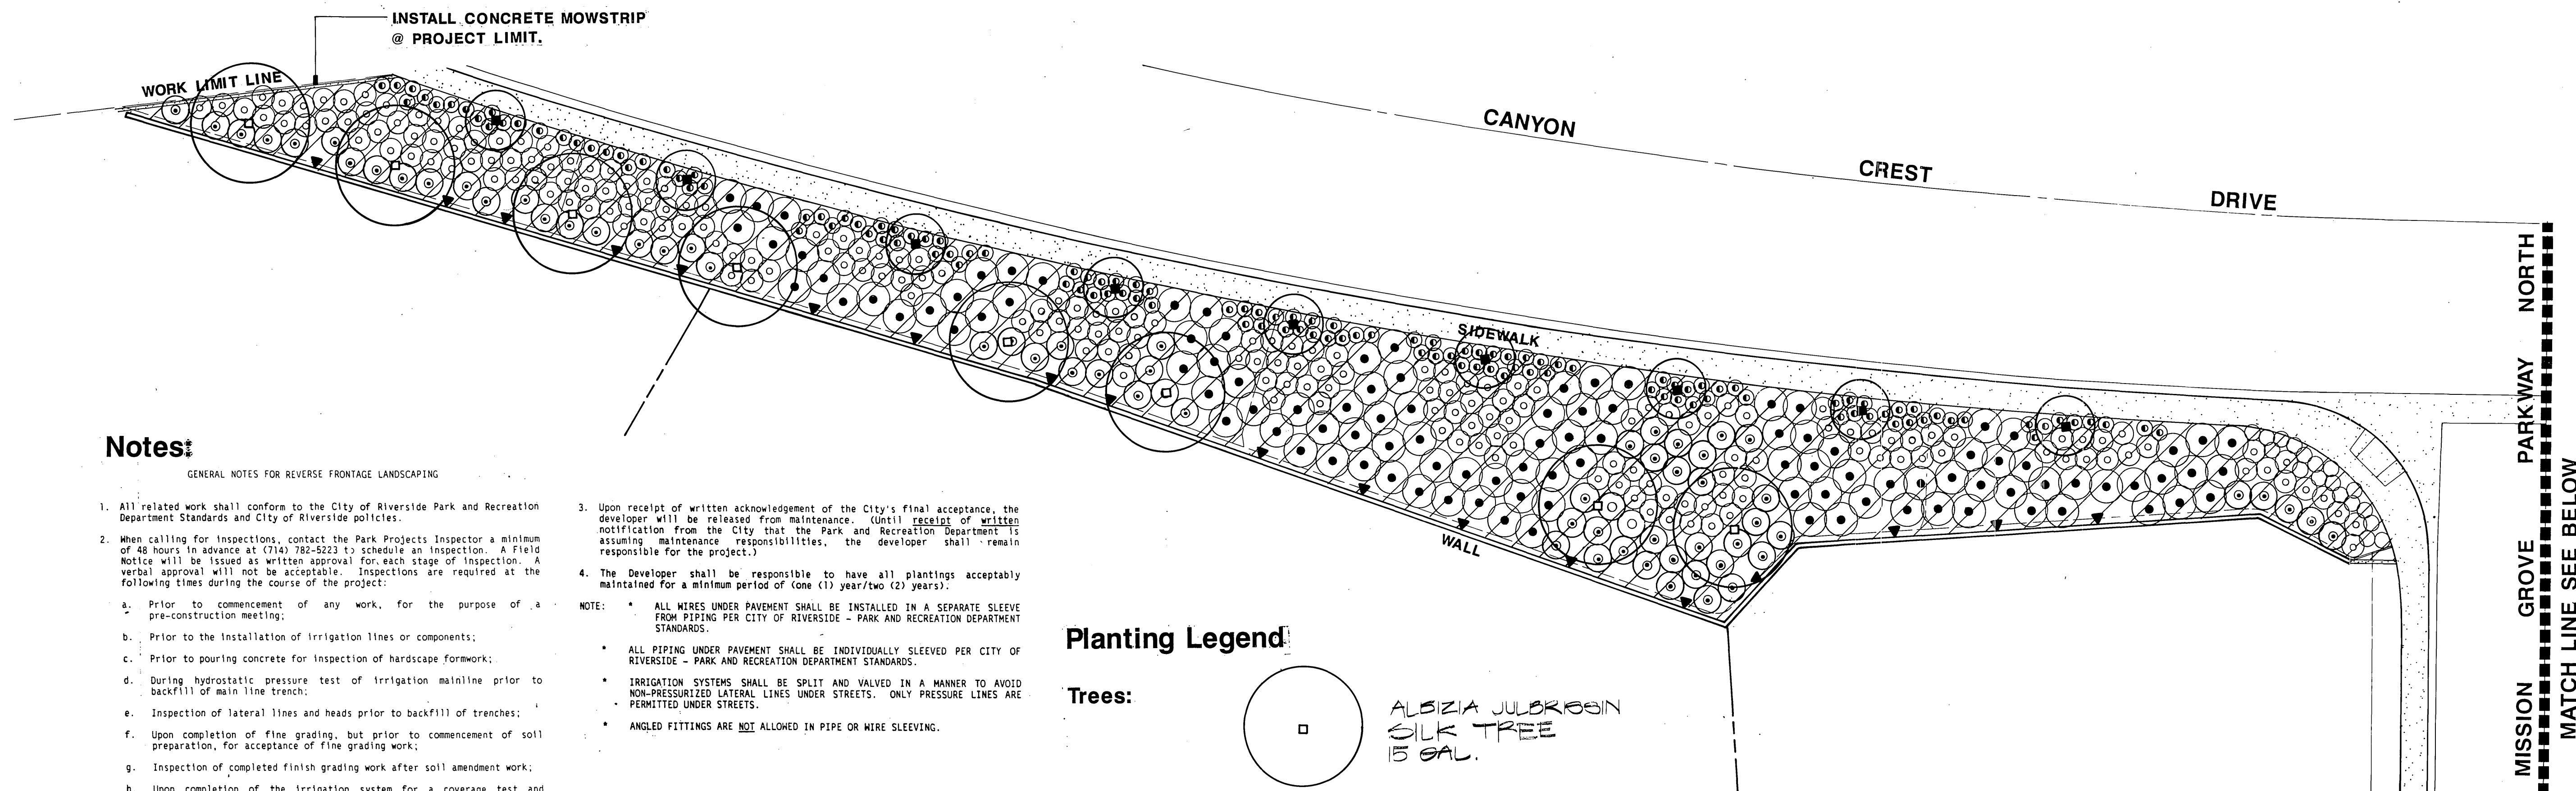 INSTALL CONCRETE MOWSTRIP
@ PROJECT LIMIT.
WORK LIMIT LINE
CANYON
CREST
DRIVE
SIDEWALK
WALL
MISSION GROVE PARKWAY NORTH
MATCH LINE SEE BELOW
Notes:
GENERAL NOTES FOR REVERSE FRONTAGE LANDSCAPING
1. All related work shall conform to the City of Riverside Park and Recreation
Department Standards and City of Riverside policies.
2. When calling for inspections, contact the Park Projects Inspector a minimum
of 48 hours in advance at (714) 782-5223 to schedule an inspection. A Field
Notice will be issued as written approval for each stage of inspection. A
verbal approval will not be acceptable. Inspections are required at the
following times during the course of the project:
a. Prior to commencement of any work, for the purpose of a
pre-construction meeting;
b. Prior to the installation of irrigation lines or components;
c. Prior to pouring concrete for inspection of hardscape formwork;
d. During hydrostatic pressure test of irrigation mainline prior to
backfill of main line trench;
e. Inspection of lateral lines and heads prior to backfill of trenches;
f. Upon completion of fine grading, but prior to commencement of soil
preparation, for acceptance of fine grading work;
g. Inspection of completed finish grading work after soil amendment work;
h. Upon completion of the irrigation system for a coverage test and
3. Upon receipt of written acknowledgement of the City's final acceptance, the
developer will be released from maintenance. (Until receipt of written
notification from the City that the Park and Recreation Department is
assuming maintenance responsibilities, the developer shall remain
responsible for the project.)
4. The Developer shall be responsible to have all plantings acceptably
maintained for a minimum period of (one (1) year/two (2) years).
NOTE: * ALL WIRES UNDER PAVEMENT SHALL BE INSTALLED IN A SEPARATE SLEEVE
FROM PIPING PER CITY OF RIVERSIDE - PARK AND RECREATION DEPARTMENT
STANDARDS.
* ALL PIPING UNDER PAVEMENT SHALL BE INDIVIDUALLY SLEEVED PER CITY OF
RIVERSIDE - PARK AND RECREATION DEPARTMENT STANDARDS.
* IRRIGATION SYSTEMS SHALL BE SPLIT AND VALVED IN A MANNER TO AVOID
NON-PRESSURIZED LATERAL LINES UNDER STREETS. ONLY PRESSURE LINES ARE
PERMITTED UNDER STREETS.
* ANGLED FITTINGS ARE NOT ALLOWED IN PIPE OR WIRE SLEEVING.
Planting Legend
Trees:
ALBIZIA JULBRISSIN
SILK TREE
15 GAL.